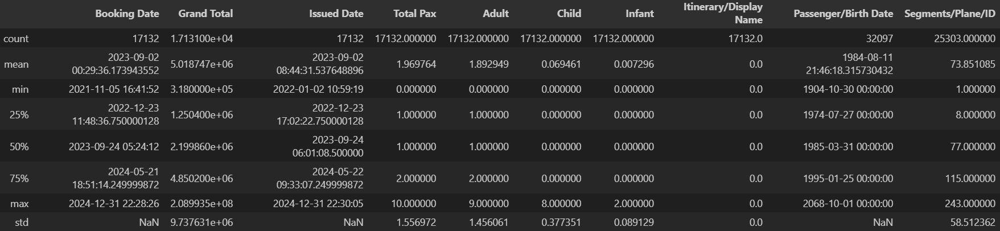 Booking Date Grand Total Issued Date Total Pax Adult Child Infant Itinerary/Display Name Passenger/Birth Date Segments/Plane/ID
count 17132 1.713100e+04 17132 17132.000000 17132.000000 17132.000000 17132.000000 17132.0 32097 25303.000000
mean 2023-09-02 00:29:36.173943552 5.018747e+06 2023-09-02 08:44:31.537648896 1.969764 1.892949 0.069461 0.007296 0.0 1984-08-11 21:46:18.315730432 73.851085
min 2021-11-05 16:41:52 3.180000e+05 2022-01-02 10:59:19 0.000000 0.000000 0.000000 0.000000 0.0 1904-10-30 00:00:00 1.000000
25% 2022-12-23 11:48:36.750000128 1.250400e+06 2022-12-23 17:02:22.750000128 1.000000 1.000000 0.000000 0.000000 0.0 1974-07-27 00:00:00 8.000000
50% 2023-09-24 05:24:12 2.199860e+06 2023-09-24 06:01:08.500000 1.000000 1.000000 0.000000 0.000000 0.0 1985-03-31 00:00:00 77.000000
75% 2024-05-21 18:51:14.249999872 4.850200e+06 2024-05-22 09:33:07.249999872 2.000000 2.000000 0.000000 0.000000 0.0 1995-01-25 00:00:00 115.000000
max 2024-12-31 22:28:26 2.089935e+08 2024-12-31 22:30:05 10.000000 9.000000 8.000000 2.000000 0.0 2068-10-01 00:00:00 243.000000
std NaN 9.737631e+06 NaN 1.556972 1.456061 0.377351 0.089129 0.0 NaN 58.512362